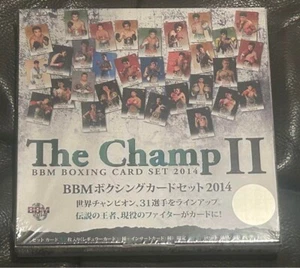 The Champ II
BBM BOXING CARD SET 2014
BBMボクシングカードセット2014
世界チャンピオン、31選手をラインアップ。
伝説の王者、現役のファイターがカードに!
BBM